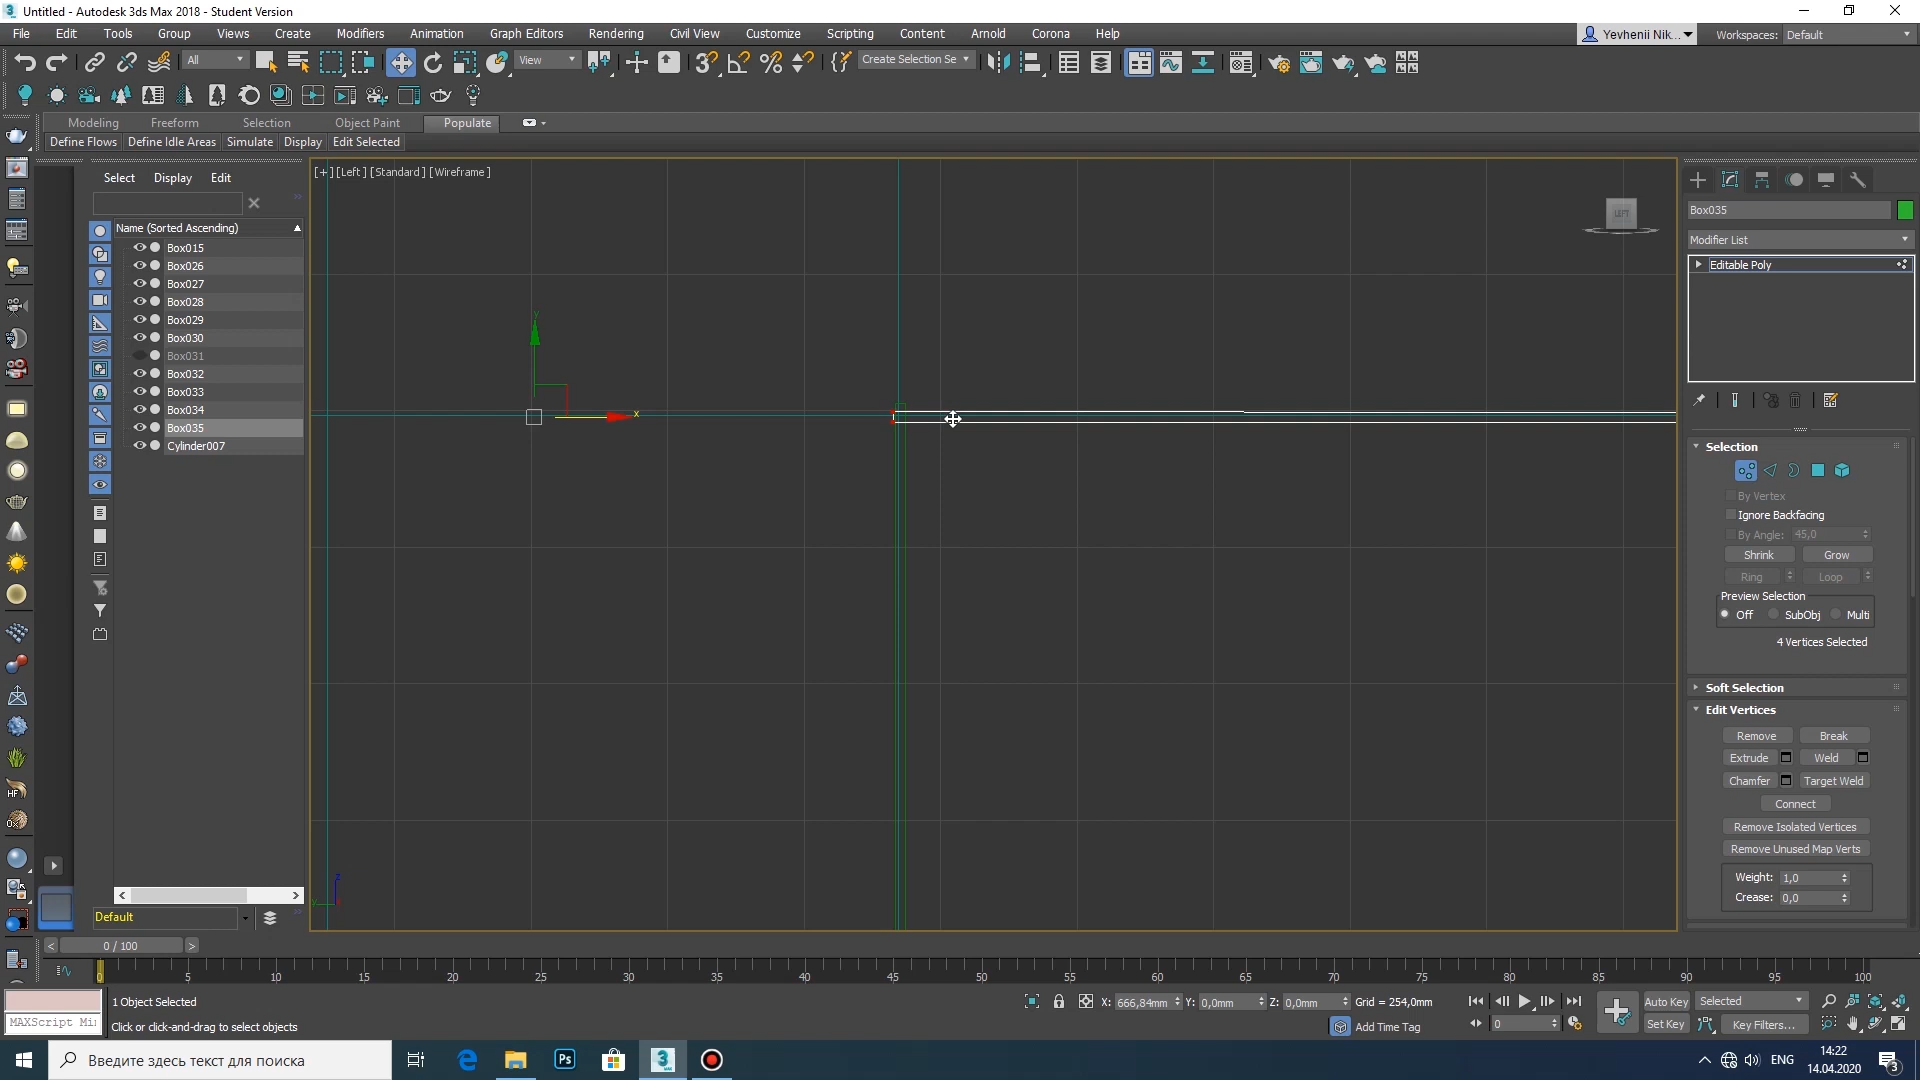 Untitled - Autodesk 3ds Max 2018 - Student Version
File Edit Tools Group Views Create Modifiers Animation Graph Editors Rendering Civil View Customize Scripting Content Arnold Corona Help
Yevhenii Nik... Workspaces: Default
All View Create Selection Se
Modeling Freeform Selection Object Paint Populate
Define Flows Define Idle Areas Simulate Display Edit Selected
Select Display Edit
Name (Sorted Ascending)
Box015
Box026
Box027
Box028
Box029
Box030
Box031
Box032
Box033
Box034
Box035
Cylinder007
Default
[+] [Left] [Standard] [Wireframe]
y
x
LEFT
z
y
Box035
Modifier List
Editable Poly
Selection
By Vertex
Ignore Backfacing
By Angle: 45,0
Shrink Grow
Ring Loop
Preview Selection
Off SubObj Multi
4 Vertices Selected
Soft Selection
Edit Vertices
Remove Break
Extrude Weld
Chamfer Target Weld
Connect
Remove Isolated Vertices
Remove Unused Map Verts
Weight: 1,0
Crease: 0,0
< 0 / 100 >
0 5 10 15 20 25 30 35 40 45 50 55 60 65 70 75 80 85 90 95 100
1 Object Selected
X: 666,84mm Y: 0,0mm Z: 0,0mm Grid = 254,0mm
Auto Key Selected
MAXScript Mi
Click or click-and-drag to select objects
Add Time Tag
0
Set Key Key Filters...
Введите здесь текст для поиска
ENG
14:22
14.04.2020
3